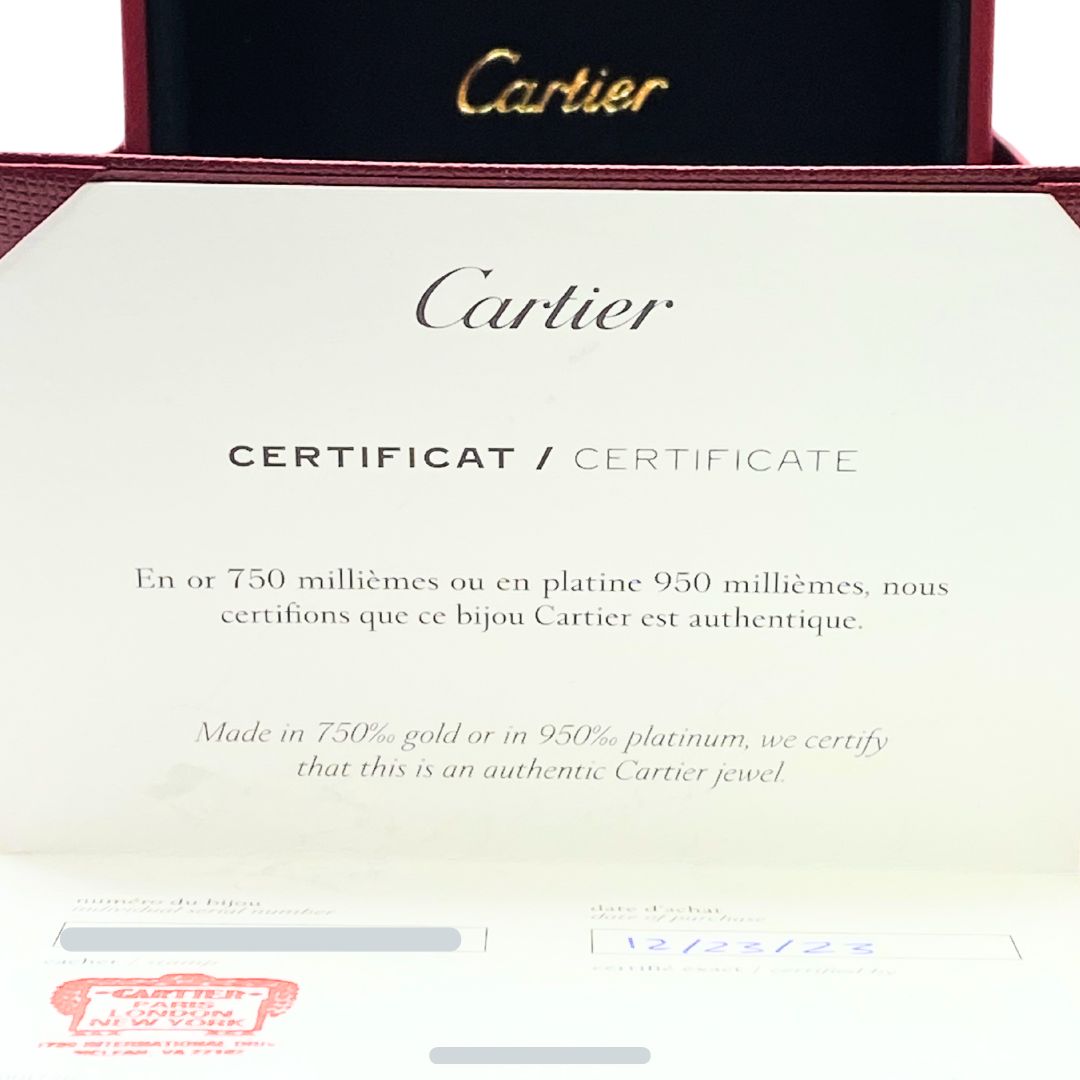 Cartier
Cartier
CERTIFICAT / CERTIFICATE
En or 750 millièmes ou en platine 950 millièmes, nous
certifions que ce bijou Cartier est authentique.
Made in 750‰ gold or in 950‰ platinum, we certify
that this is an authentic Cartier jewel.
numéro du bijou
individual serial number
date d'achat
date of purchase
12/23/23
cachet / stamp
certifié exact / certified by
CARTIER
PARIS
LONDON
NEW YORK
INTERNATIONAL
MCLEAN, VA